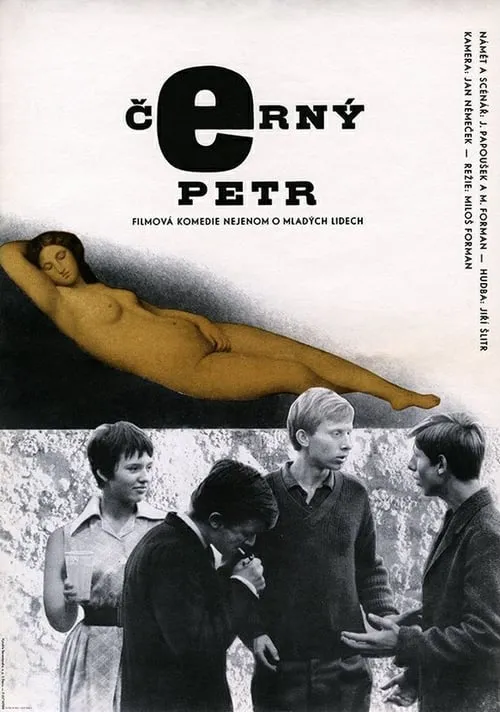 čeRNÝ
PETR
FILMOVÁ KOMEDIE NEJENOM O MLADÝCH LIDECH
NÁMĚT A SCÉNÁŘ: J. PAPOUŠEK A M. FORMAN — HUDBA: JIŘÍ ŠLITR
KAMERA: JAN NĚMEČEK — REŽIE: MILOŠ FORMAN